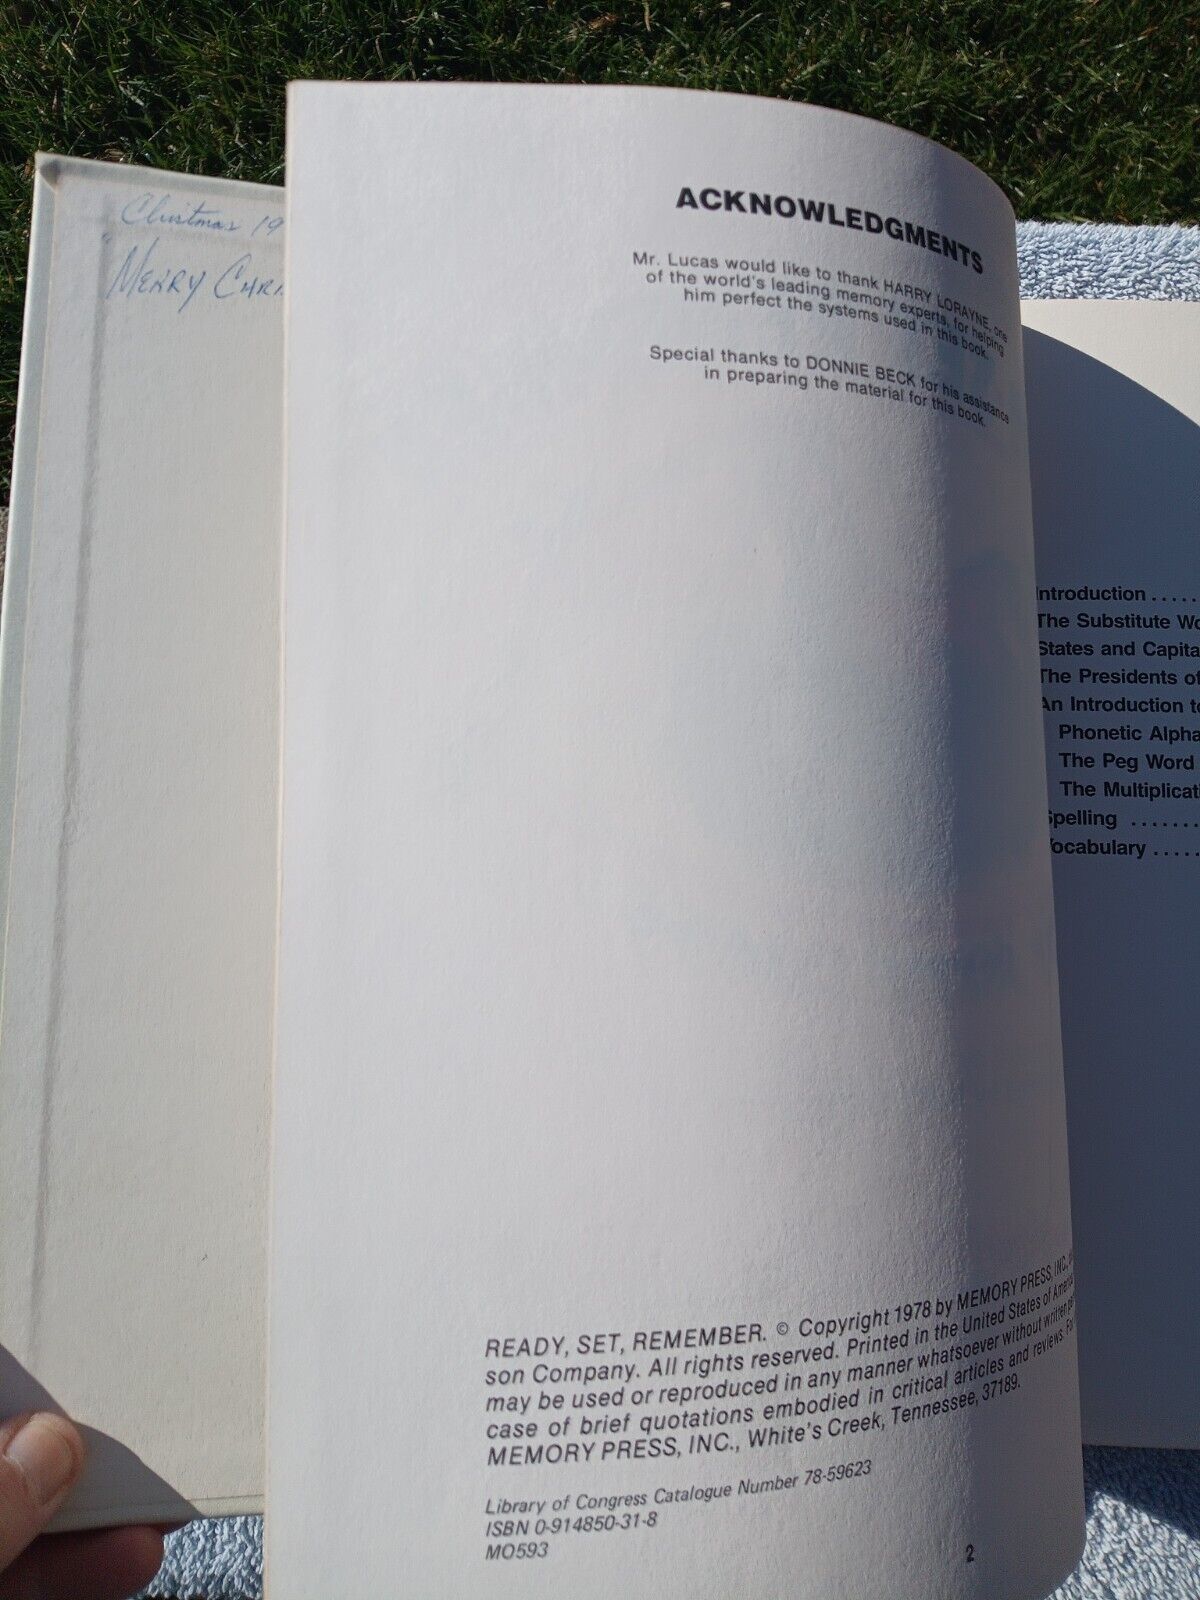 Christmas 19
"MERRY CHRI
ACKNOWLEDGMENTS
Mr. Lucas would like to thank HARRY LORAYNE, one
of the world's leading memory experts, for helping
him perfect the systems used in this book.
Special thanks to DONNIE BECK for his assistance
in preparing the material for this book.
READY, SET, REMEMBER. © Copyright 1978 by MEMORY PRESS, INC.,
son Company. All rights reserved. Printed in the United States of America
may be used or reproduced in any manner whatsoever without written
case of brief quotations embodied in critical articles and reviews. For
MEMORY PRESS, INC., White's Creek, Tennessee, 37189.
Library of Congress Catalogue Number 78-59623
ISBN 0-914850-31-8
MO593
2
Introduction .....
The Substitute Wo
States and Capita
The Presidents of
An Introduction to
Phonetic Alpha
The Peg Word
The Multiplicati
Spelling .......
Vocabulary .....